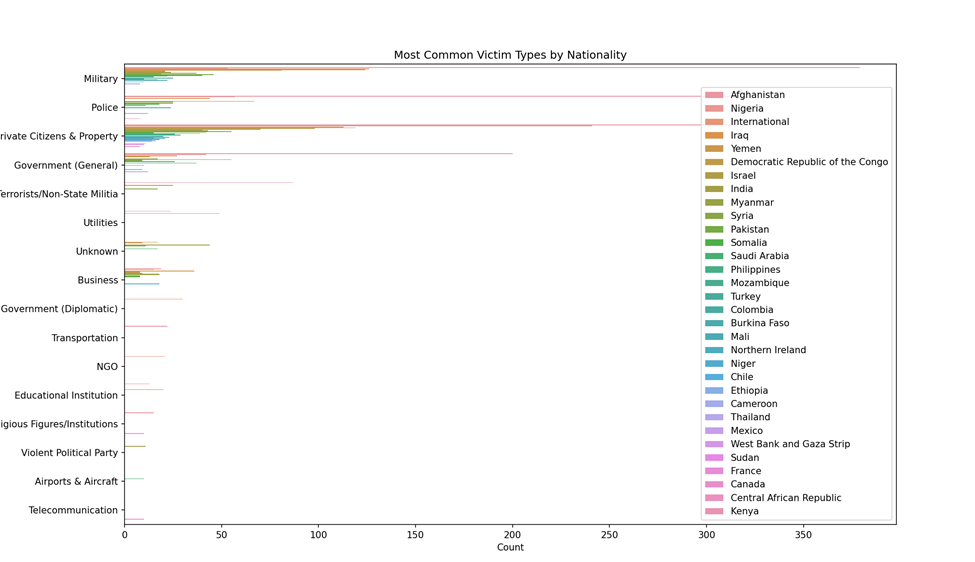 Most Common Victim Types by Nationality
Military
Police
rivate Citizens & Property
Government (General)
Terrorists/Non-State Militia
Utilities
Unknown
Business
Government (Diplomatic)
Transportation
NGO
Educational Institution
igious Figures/Institutions
Violent Political Party
Airports & Aircraft
Telecommunication
0 50 100 150 200 250 300 350
Count
Afghanistan
Nigeria
International
Iraq
Yemen
Democratic Republic of the Congo
Israel
India
Myanmar
Syria
Pakistan
Somalia
Saudi Arabia
Philippines
Mozambique
Turkey
Colombia
Burkina Faso
Mali
Northern Ireland
Niger
Chile
Ethiopia
Cameroon
Thailand
Mexico
West Bank and Gaza Strip
Sudan
France
Canada
Central African Republic
Kenya